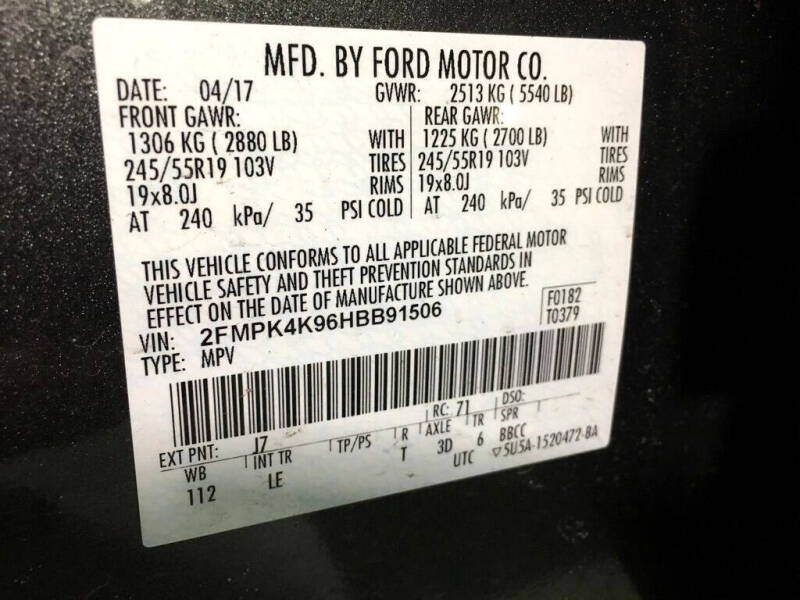 MFD. BY FORD MOTOR CO.
DATE: 04/17 GVWR: 2513 KG ( 5540 LB)
FRONT GAWR: REAR GAWR:
1306 KG ( 2880 LB) WITH 1225 KG ( 2700 LB) WITH
245/55R19 103V TIRES 245/55R19 103V TIRES
19x8.0J RIMS 19x8.0J RIMS
AT 240 kPa/ 35 PSI COLD AT 240 kPa/ 35 PSI COLD
THIS VEHICLE CONFORMS TO ALL APPLICABLE FEDERAL MOTOR
VEHICLE SAFETY AND THEFT PREVENTION STANDARDS IN
EFFECT ON THE DATE OF MANUFACTURE SHOWN ABOVE.
VIN: 2FMPK4K96HBB91506 F0182
TYPE: MPV T0379
EXT PNT: J7 RC: 71 DSO:
WB INT TR TP/PS R AXLE TR SPR
112 LE T 3D 6 BBCC
UTC ▽5U5A-1520472-BA